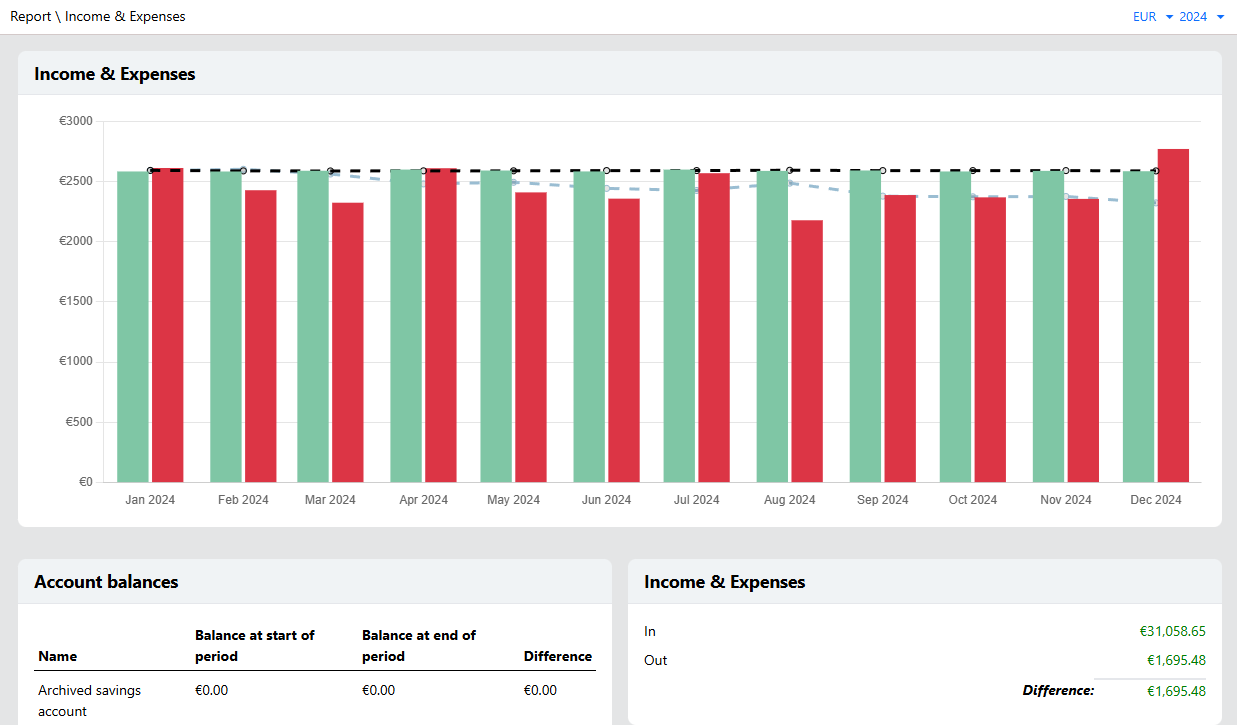 Report \ Income & Expenses
EUR 2024
Income & Expenses
€3000
€2500
€2000
€1500
€1000
€500
€0
Jan 2024 Feb 2024 Mar 2024 Apr 2024 May 2024 Jun 2024 Jul 2024 Aug 2024 Sep 2024 Oct 2024 Nov 2024 Dec 2024
Account balances
Name Balance at start of period Balance at end of period Difference
Archived savings account €0.00 €0.00 €0.00
Income & Expenses
In €31,058.65
Out €1,695.48
Difference: €1,695.48